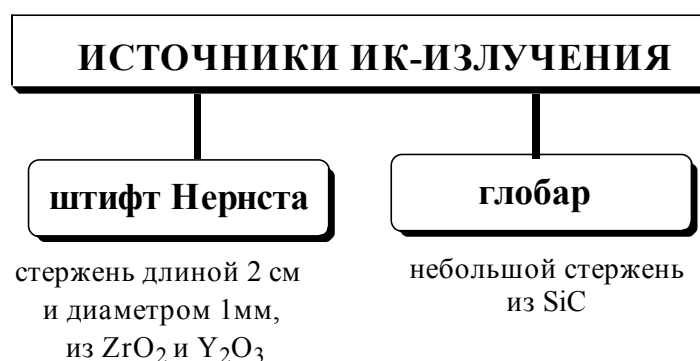 ИСТОЧНИКИ ИК-ИЗЛУЧЕНИЯ
штифт Нернста
глобар
стержень длиной 2 см
и диаметром 1мм,
из ZrO2 и Y2O3
небольшой стержень
из SiC